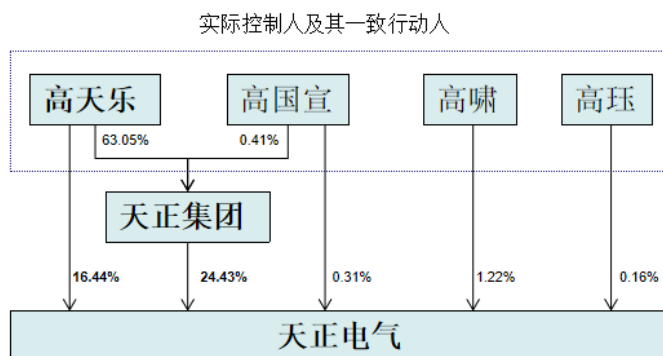 实际控制人及其一致行动人
高天乐 高国宣 高啸 高珏
63.05% 0.41%
天正集团
16.44% 24.43% 0.31% 1.22% 0.16%
天正电气